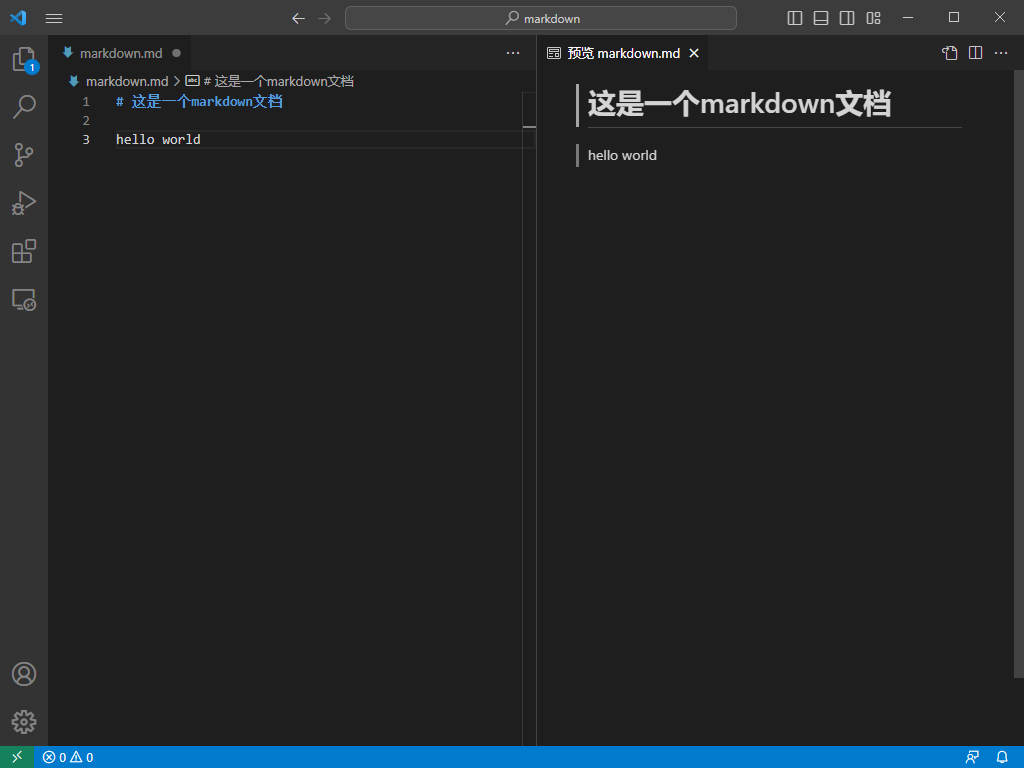 markdown
markdown.md
预览 markdown.md
1
markdown.md > # 这是一个markdown文档
1 # 这是一个markdown文档
2
3 hello world
这是一个markdown文档
hello world
0 0